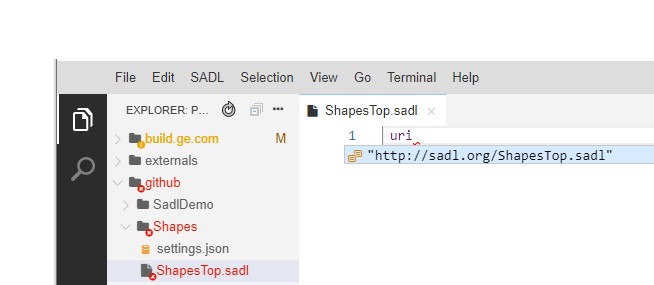 File Edit SADL Selection View Go Terminal Help
EXPLORER: P...
ShapesTop.sadl
build.ge.com M
externals
github
SadlDemo
Shapes
settings.json
ShapesTop.sadl
1 uri
"http://sadl.org/ShapesTop.sadl"